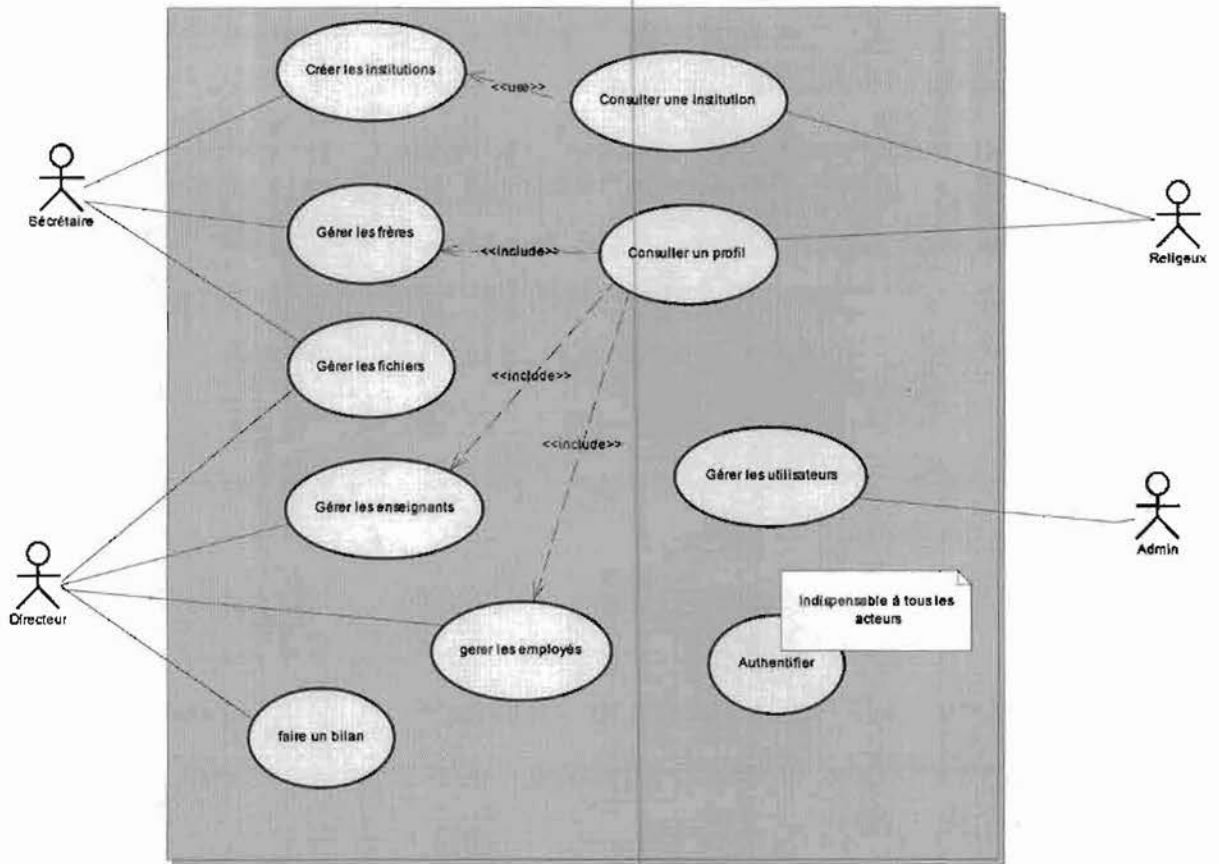 Créer les institutions
<<use>>
Consulter une institution
Sécrétaire
Religeux
Gérer les frères
<<include>>
Consulter un profil
Gérer les fichiers
<<include>>
<<include>>
Gérer les utilisateurs
Gérer les enseignants
Admin
Directeur
Indispensable à tous les
acteurs
gerer les employés
Authentifier
faire un bilan